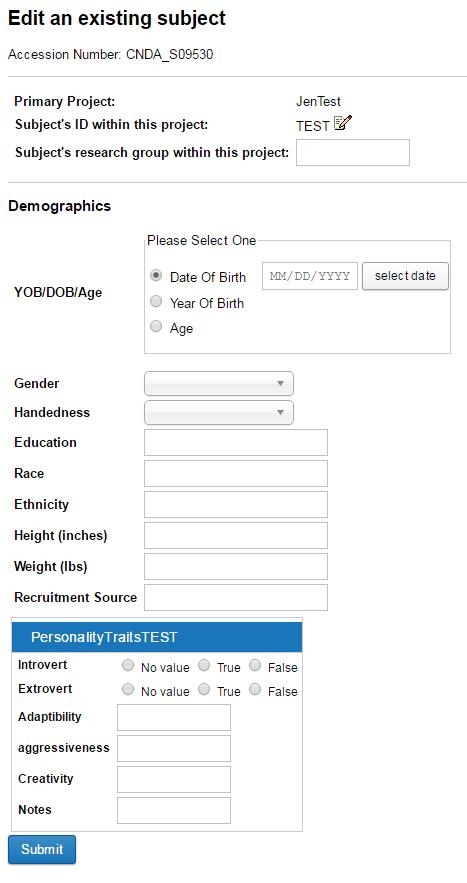 Edit an existing subject
Accession Number: CNDA_S09530
Primary Project: JenTest
Subject's ID within this project: TEST
Subject's research group within this project:
Demographics
Please Select One
YOB/DOB/Age
Date Of Birth MM/DD/YYYY select date
Year Of Birth
Age
Gender
Handedness
Education
Race
Ethnicity
Height (inches)
Weight (lbs)
Recruitment Source
PersonalityTraitsTEST
Introvert No value True False
Extrovert No value True False
Adaptibility
aggressiveness
Creativity
Notes
Submit